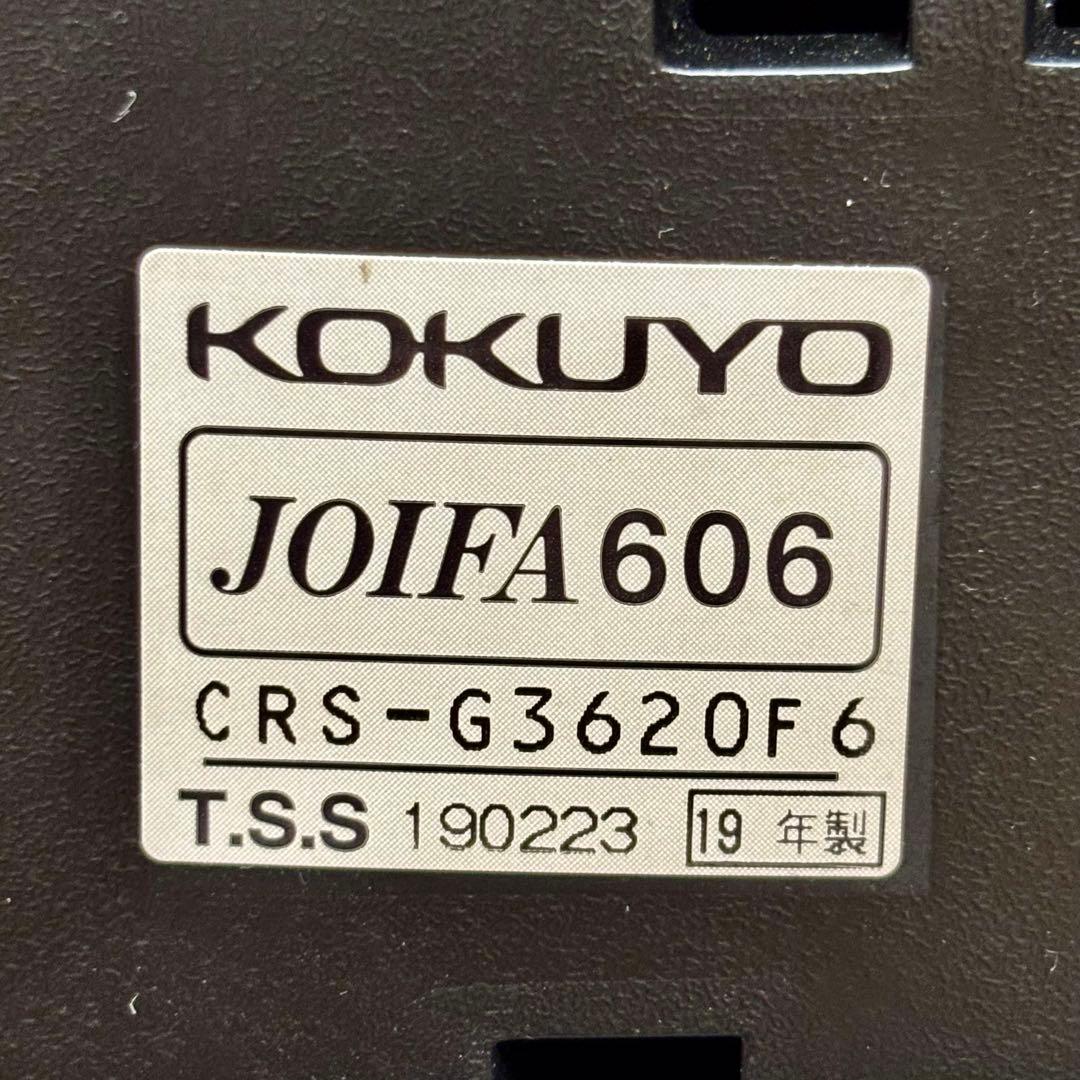 KOKUYO
JOIFA 606
CRS-G3620F6
T.S.S 190223 19 年製